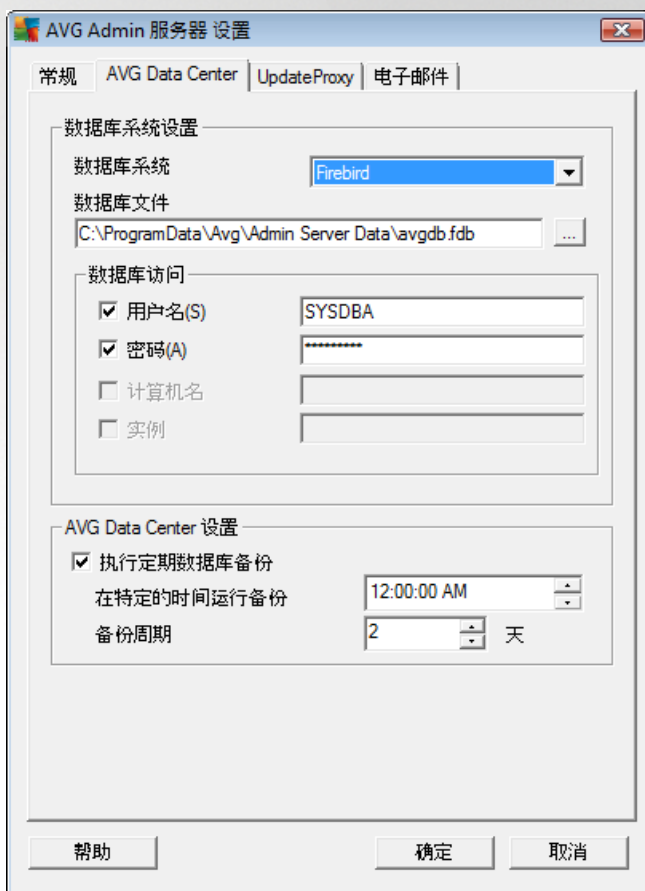 AVG Admin 服务器 设置
常规 AVG Data Center UpdateProxy 电子邮件
数据库系统设置
数据库系统 Firebird
数据库文件
C:\ProgramData\Avg\Admin Server Data\avgdb.fdb ...
数据库访问
用户名(S) SYSDBA
密码(A) *********
计算机名
实例
AVG Data Center 设置
执行定期数据库备份
在特定的时间运行备份 12:00:00 AM
备份周期 2 天
帮助 确定 取消